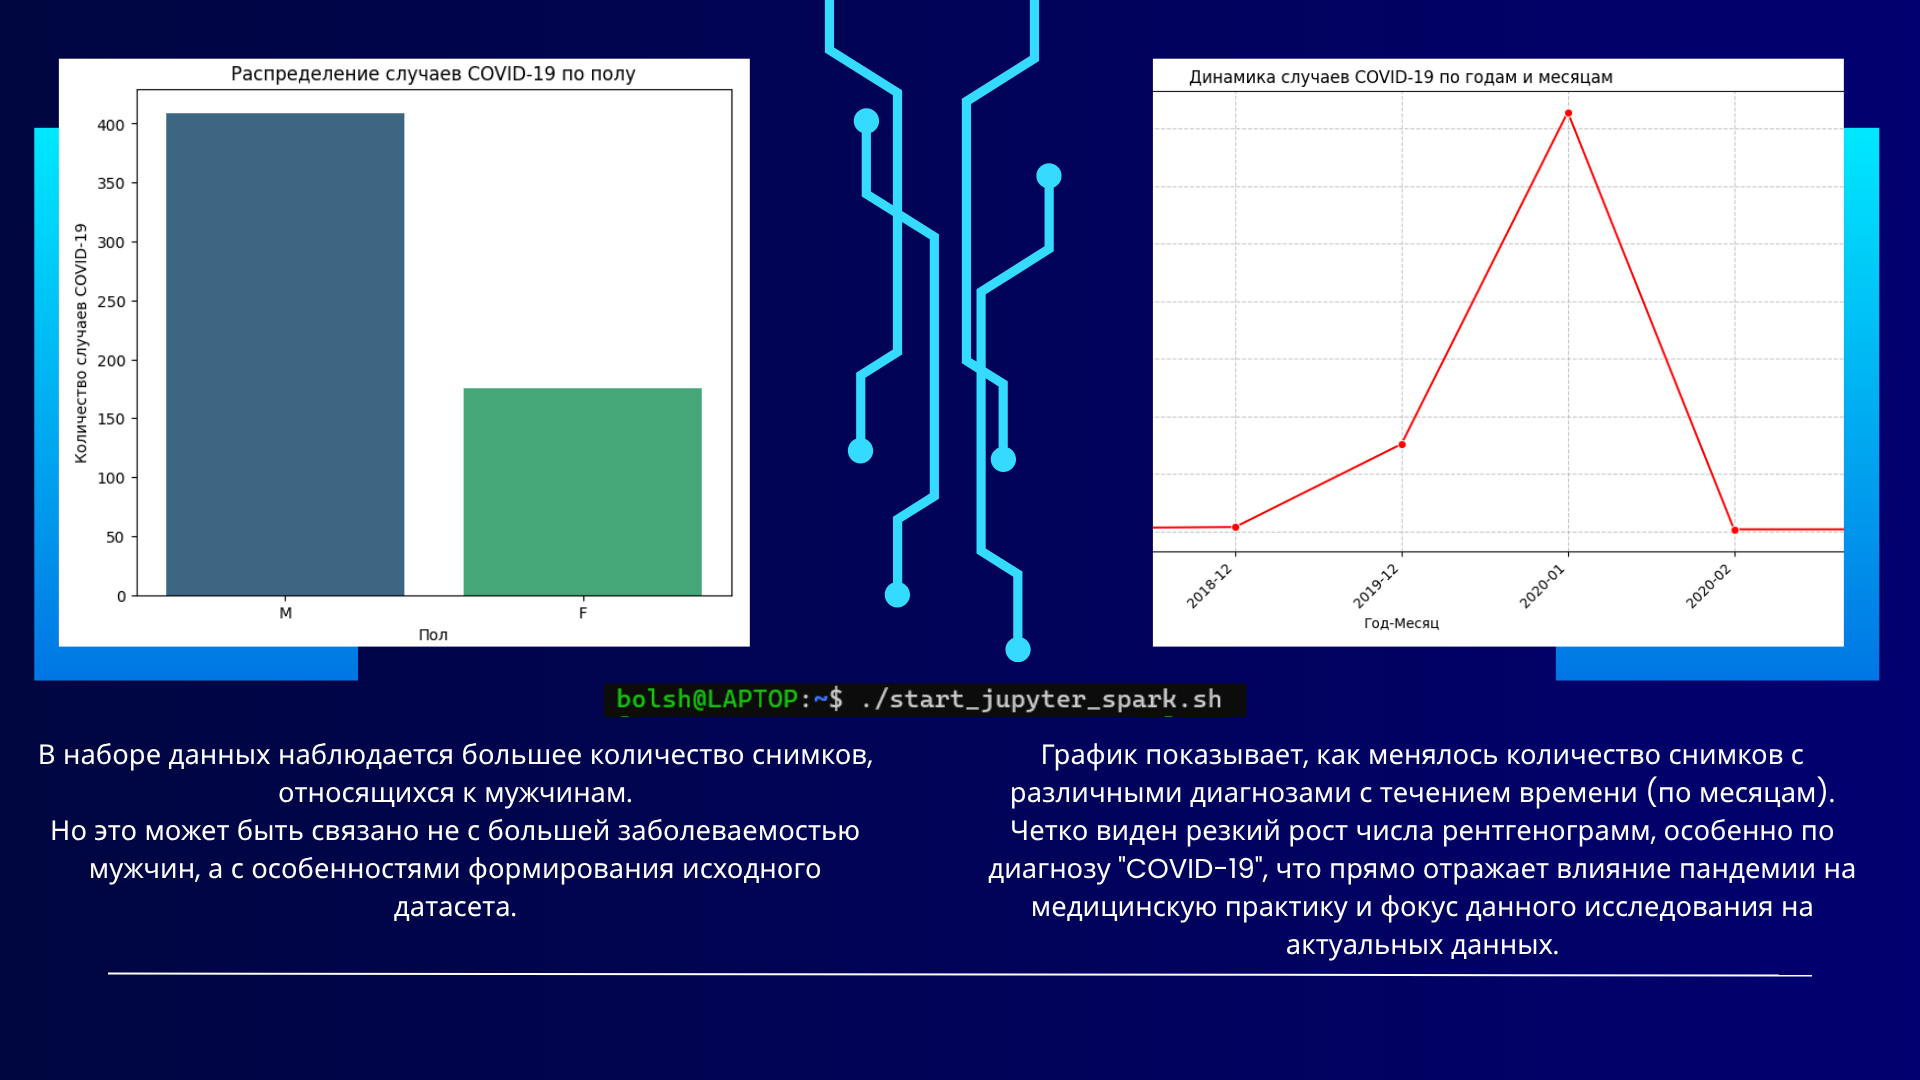 Распределение случаев COVID-19 по полу
Количество случаев COVID-19
400
350
300
250
200
150
100
50
0
M
F
Пол
Динамика случаев COVID-19 по годам и месяцам
2018-12
2019-12
2020-01
2020-02
Год-Месяц
bolsh@LAPTOP:~$ ./start_jupyter_spark.sh
В наборе данных наблюдается большее количество снимков,
относящихся к мужчинам.
Но это может быть связано не с большей заболеваемостью
мужчин, а с особенностями формирования исходного
датасета.
График показывает, как менялось количество снимков с
различными диагнозами с течением времени (по месяцам).
Четко виден резкий рост числа рентгенограмм, особенно по
диагнозу "COVID-19", что прямо отражает влияние пандемии на
медицинскую практику и фокус данного исследования на
актуальных данных.